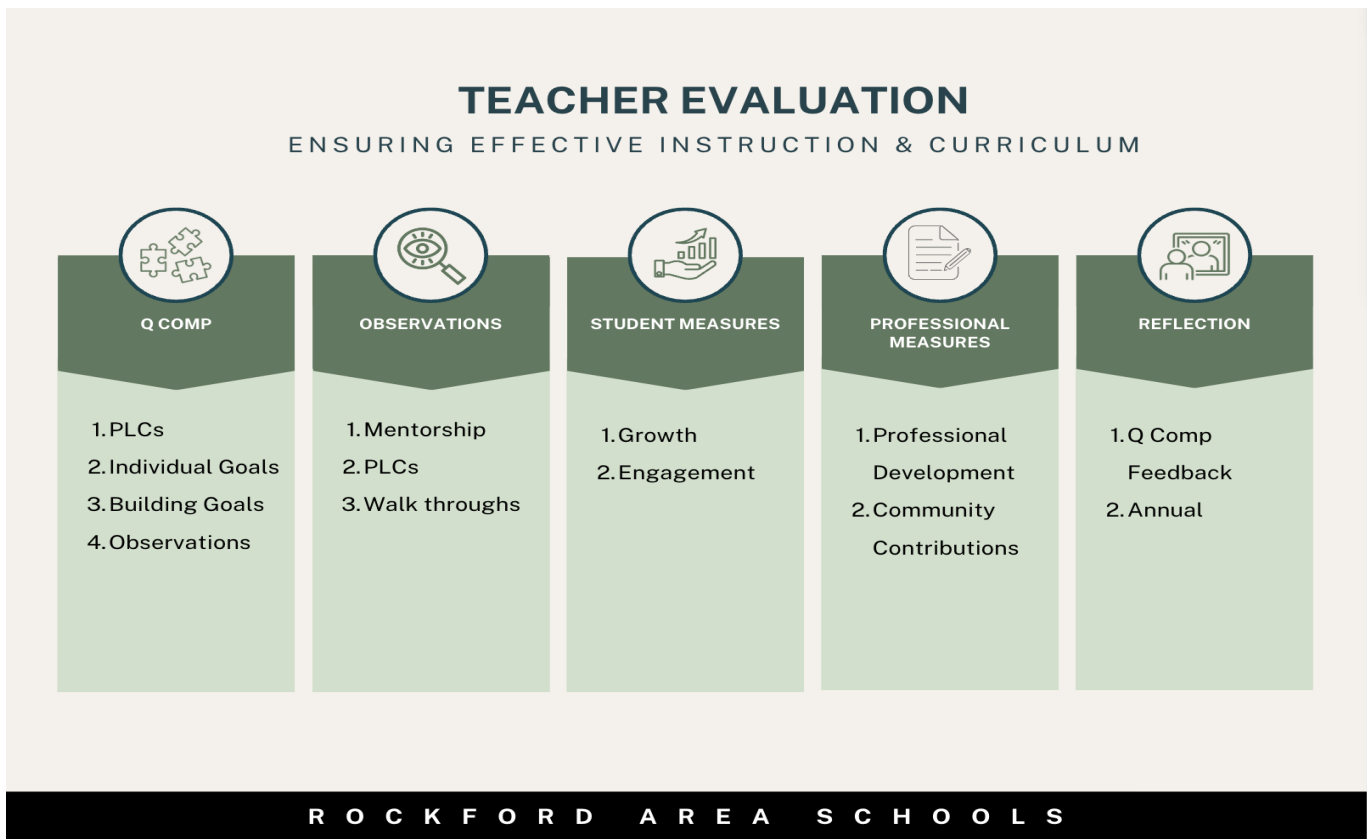 TEACHER EVALUATION
ENSURING EFFECTIVE INSTRUCTION & CURRICULUM
Q COMP
1. PLCs
2. Individual Goals
3. Building Goals
4. Observations
OBSERVATIONS
1. Mentorship
2. PLCs
3. Walk throughs
STUDENT MEASURES
1. Growth
2. Engagement
PROFESSIONAL
MEASURES
1. Professional
Development
2. Community
Contributions
REFLECTION
1. Q Comp
Feedback
2. Annual
ROCKFORD AREA SCHOOLS